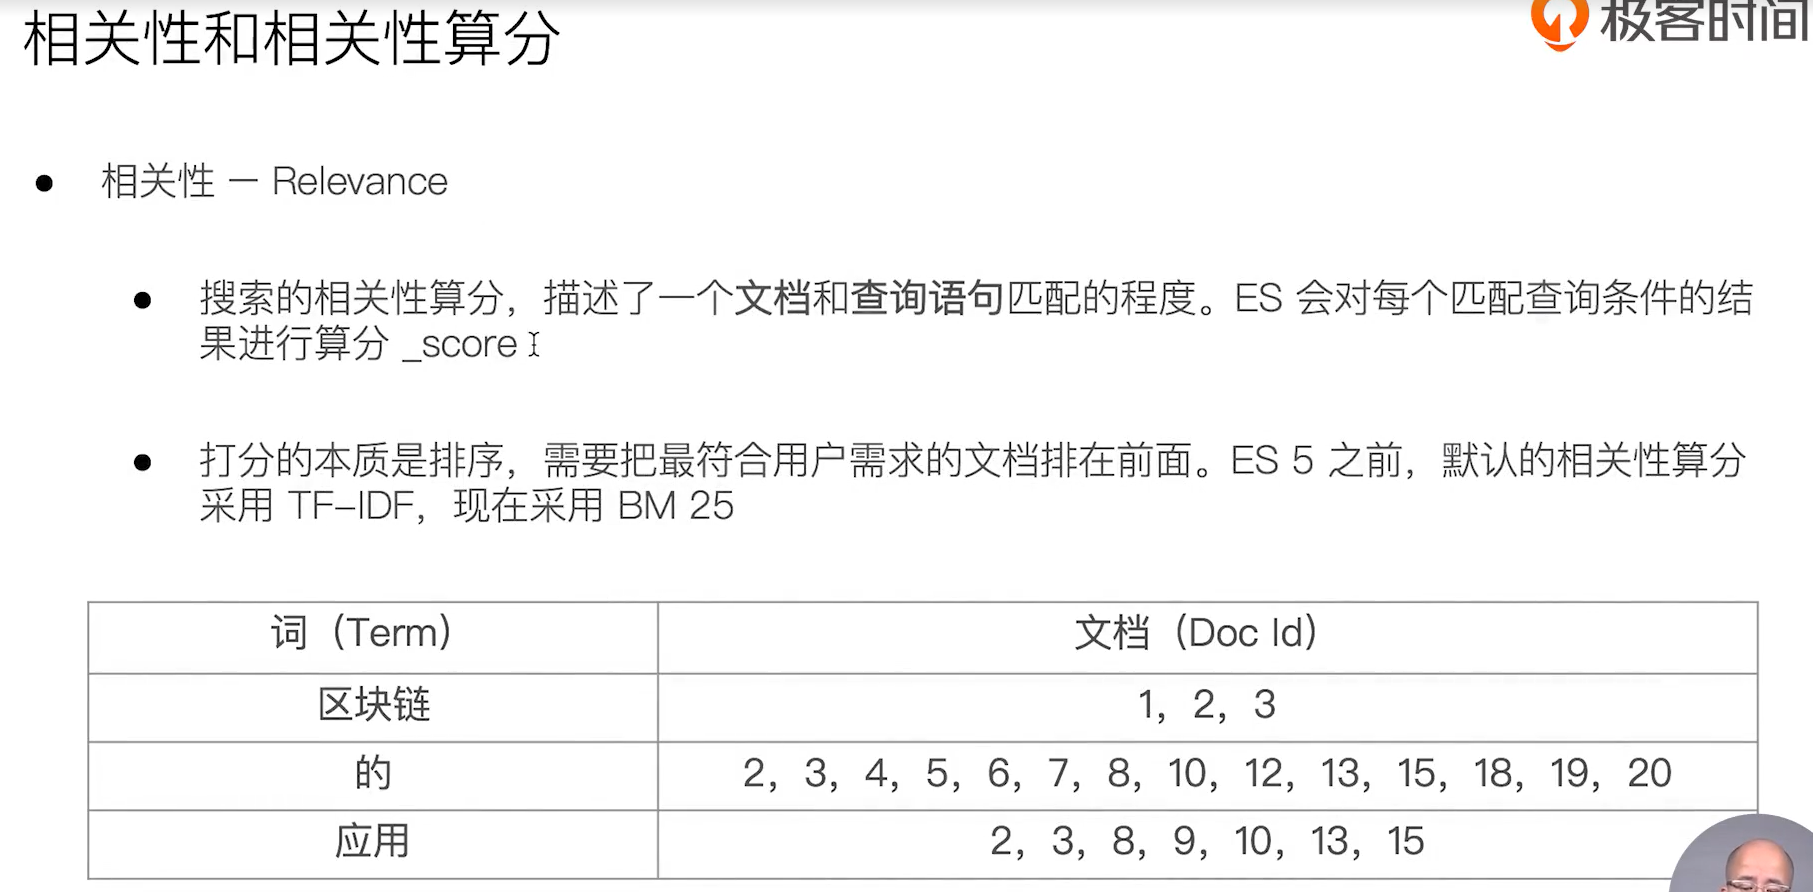 相关性和相关性算分
极客时间
相关性 — Relevance
搜索的相关性算分，描述了一个文档和查询语句匹配的程度。ES 会对每个匹配查询条件的结
果进行算分 _score
打分的本质是排序，需要把最符合用户需求的文档排在前面。ES 5 之前，默认的相关性算分
采用 TF-IDF，现在采用 BM 25
词（Term） 文档（Doc Id）
区块链 1，2，3
的 2，3，4，5，6，7，8，10，12，13，15，18，19，20
应用 2，3，8，9，10，13，15